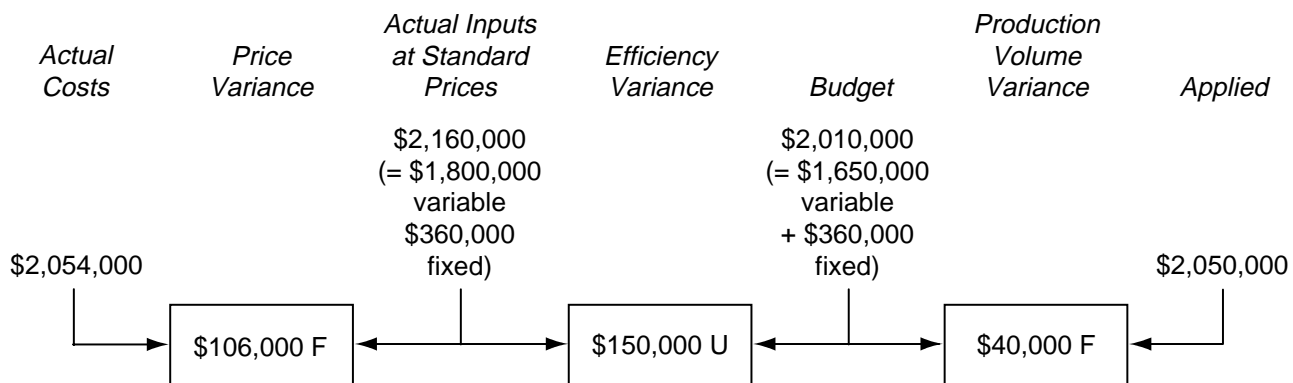 Actual
Costs
Price
Variance
Actual Inputs
at Standard
Prices
Efficiency
Variance
Budget
Production
Volume
Variance
Applied
$2,054,000
$2,160,000
(= $1,800,000
variable
$360,000
fixed)
$2,010,000
(= $1,650,000
variable
+ $360,000
fixed)
$2,050,000
$106,000 F
$150,000 U
$40,000 F